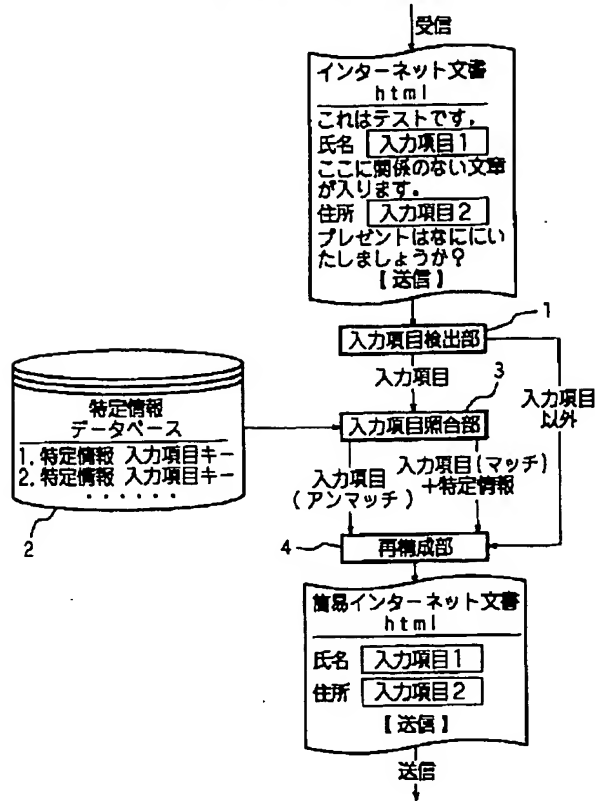 受信
インターネット文書
html
これはテストです.
氏名 入力項目1
ここに関係のない文章
が入ります.
住所 入力項目2
プレゼントはなにに い
たしましょうか?
【送信】
1
入力項目検出部
入力項目
3
入力項目
以外
特定情報
データベース
1. 特定情報 入力項目キー
2. 特定情報 入力項目キー
・・・・・・
2
入力項目照合部
入力項目
(アンマッチ)
入力項目(マッチ)
+特定情報
4
再構成部
簡易インターネット文書
html
氏名 入力項目1
住所 入力項目2
【送信】
送信